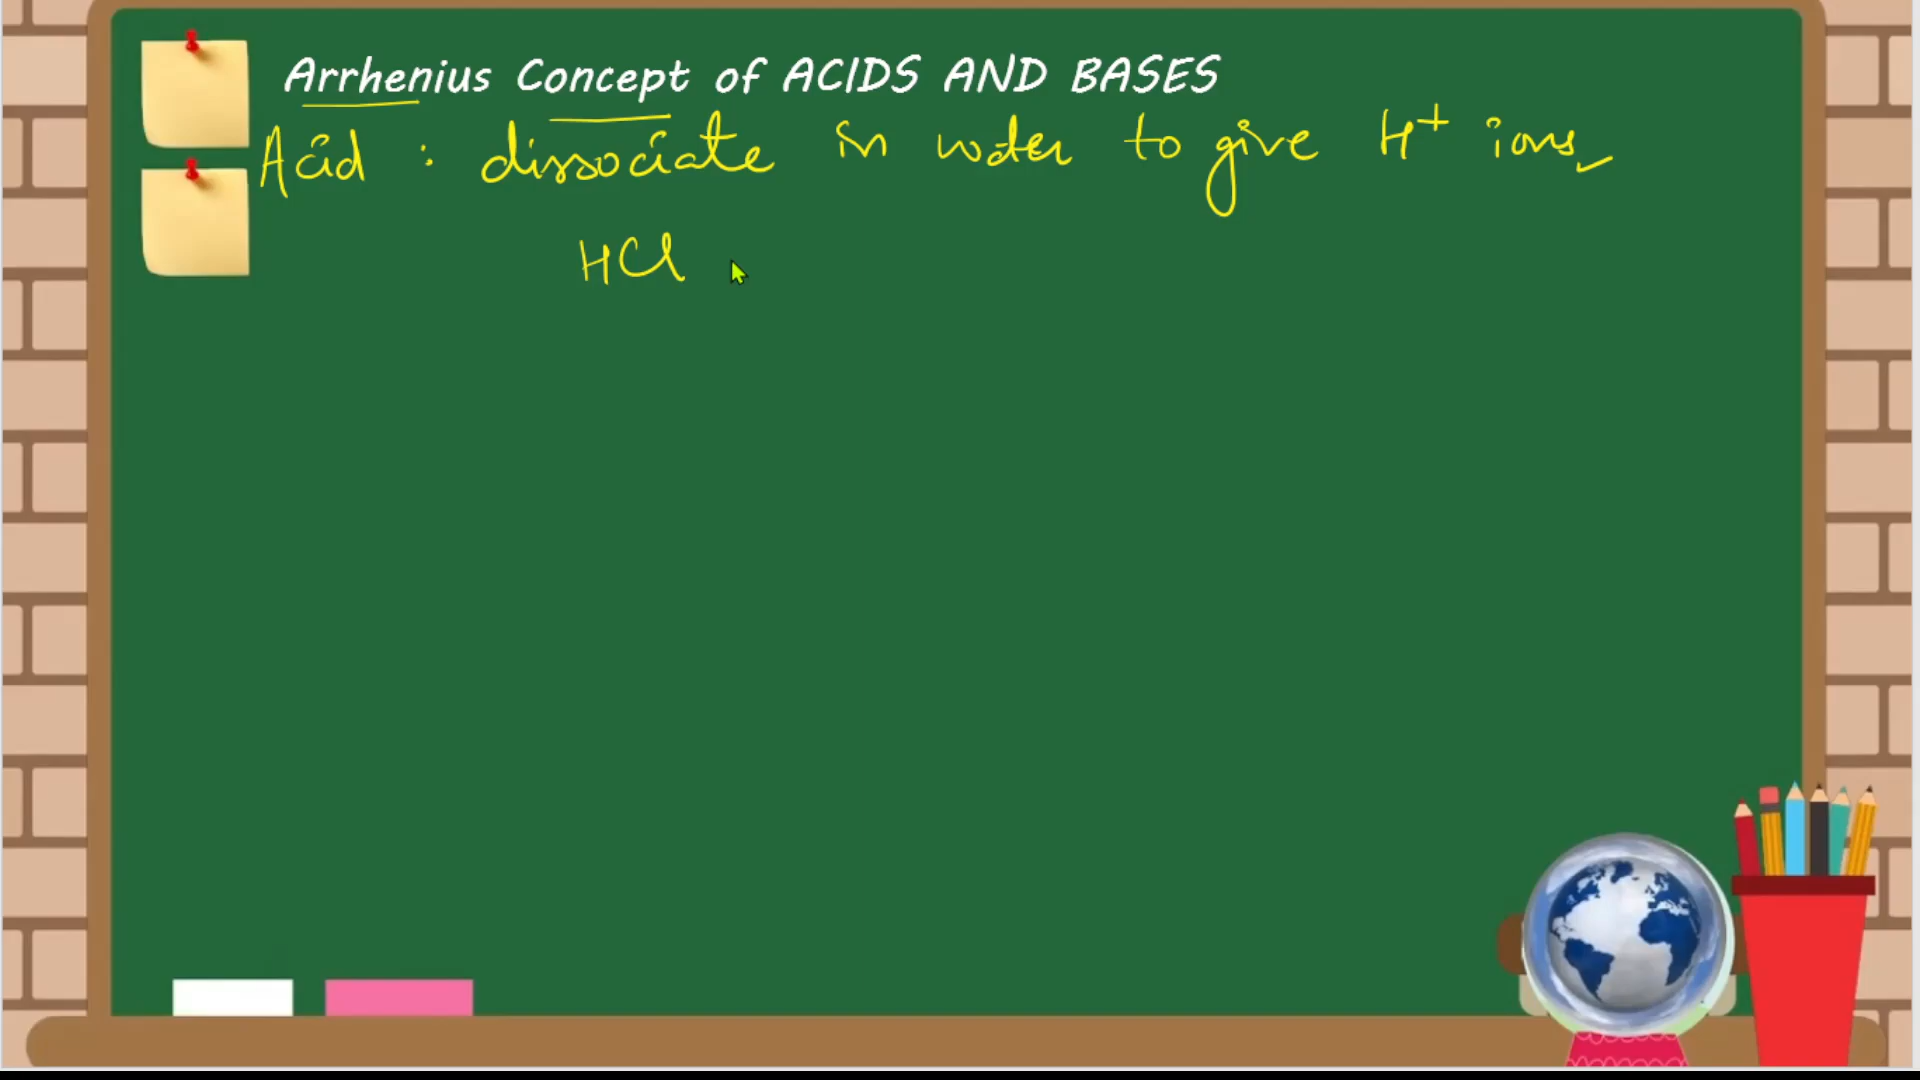 Arrhenius Concept of ACIDS AND BASES
Acid : dissociate in water to give H⁺ ions
HCl